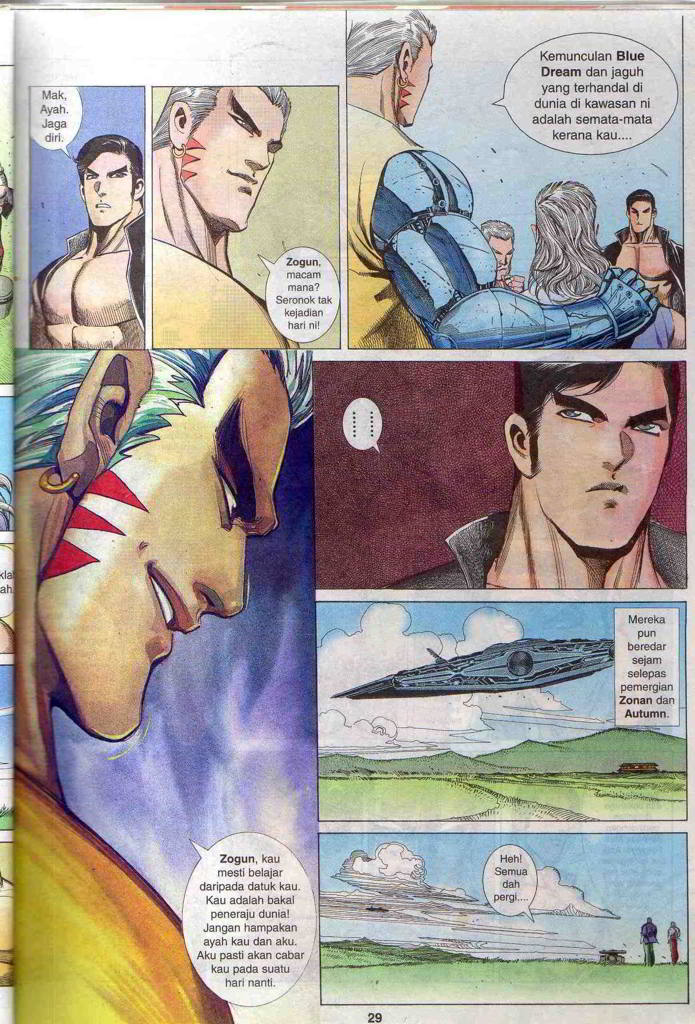 Mak,
Ayah.
Jaga
diri.
Zogun,
macam
mana?
Seronok tak
kejadian
hari ni!
Kemunculan Blue
Dream dan jaguh
yang terhandal di
dunia di kawasan ni
adalah semata-mata
kerana kau....
Zogun, kau
mesti belajar
daripada datuk kau.
Kau adalah bakal
peneraju dunia!
Jangan hampakan
ayah kau dan aku.
Aku pasti akan cabar
kau pada suatu
hari nanti.
Mereka
pun
beredar
sejam
selepas
pemergian
Zonan dan
Autumn.
Heh!
Semua
dah
pergi....
29